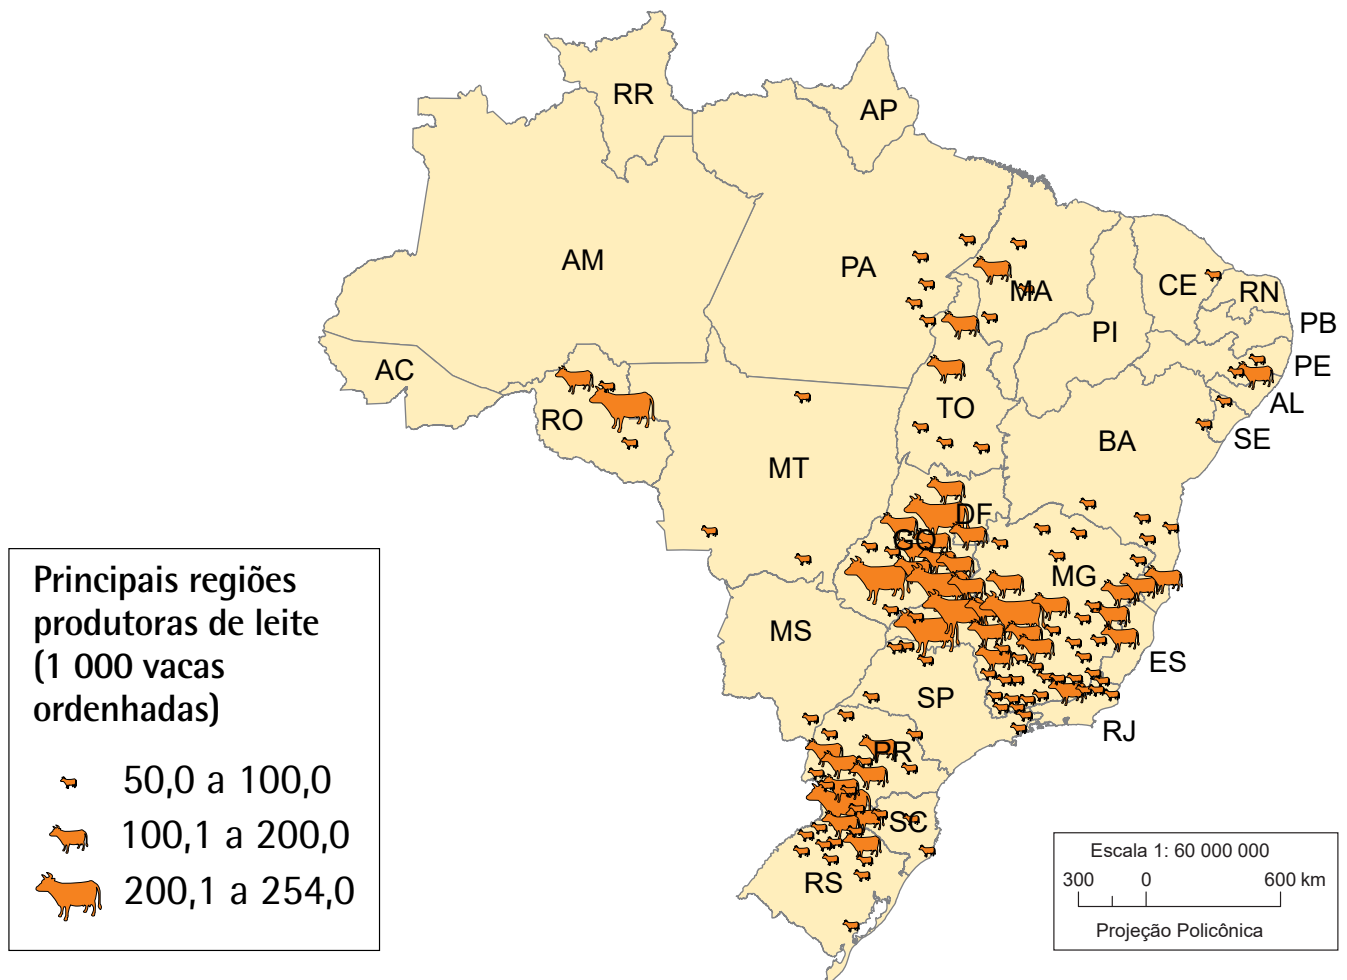 RR
AP
AM
PA
MA
CE
RN
PB
PI
PE
AC
AL
TO
RO
SE
BA
MT
DF
GO
MG
MS
ES
SP
RJ
PR
SC
RS
Principais regiões
produtoras de leite
(1 000 vacas
ordenhadas)
50,0 a 100,0
100,1 a 200,0
200,1 a 254,0
Escala 1: 60 000 000
300 0 600 km
Projeção Policônica